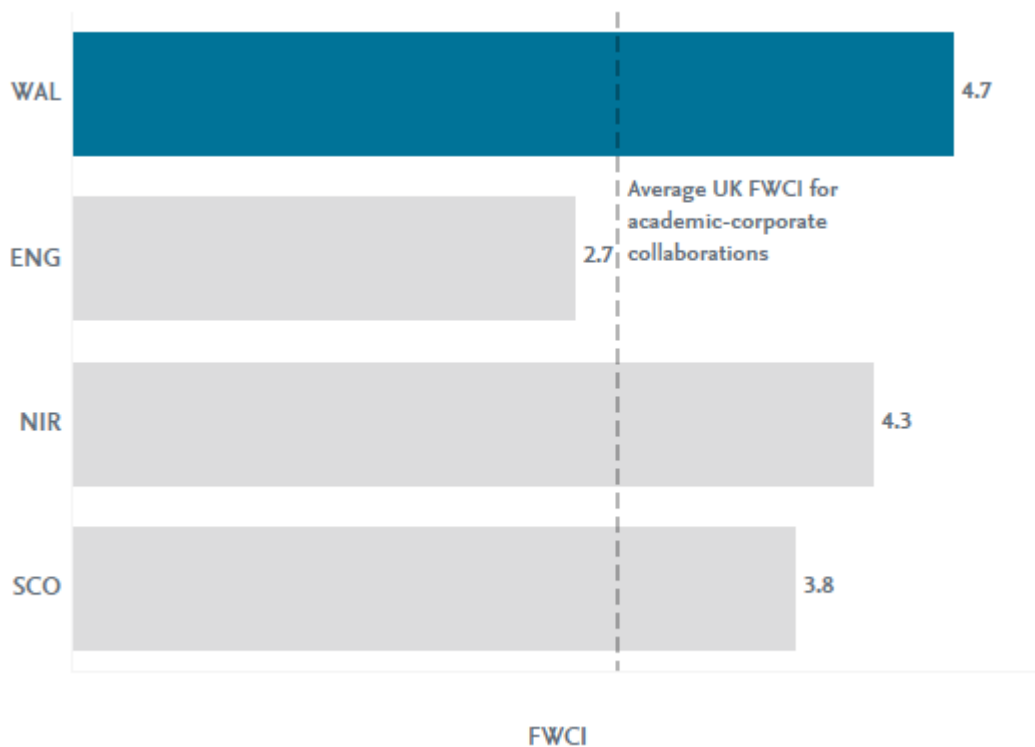 WAL
4.7
Average UK FWCI for
academic-corporate
collaborations
ENG
2.7
NIR
4.3
SCO
3.8
FWCI